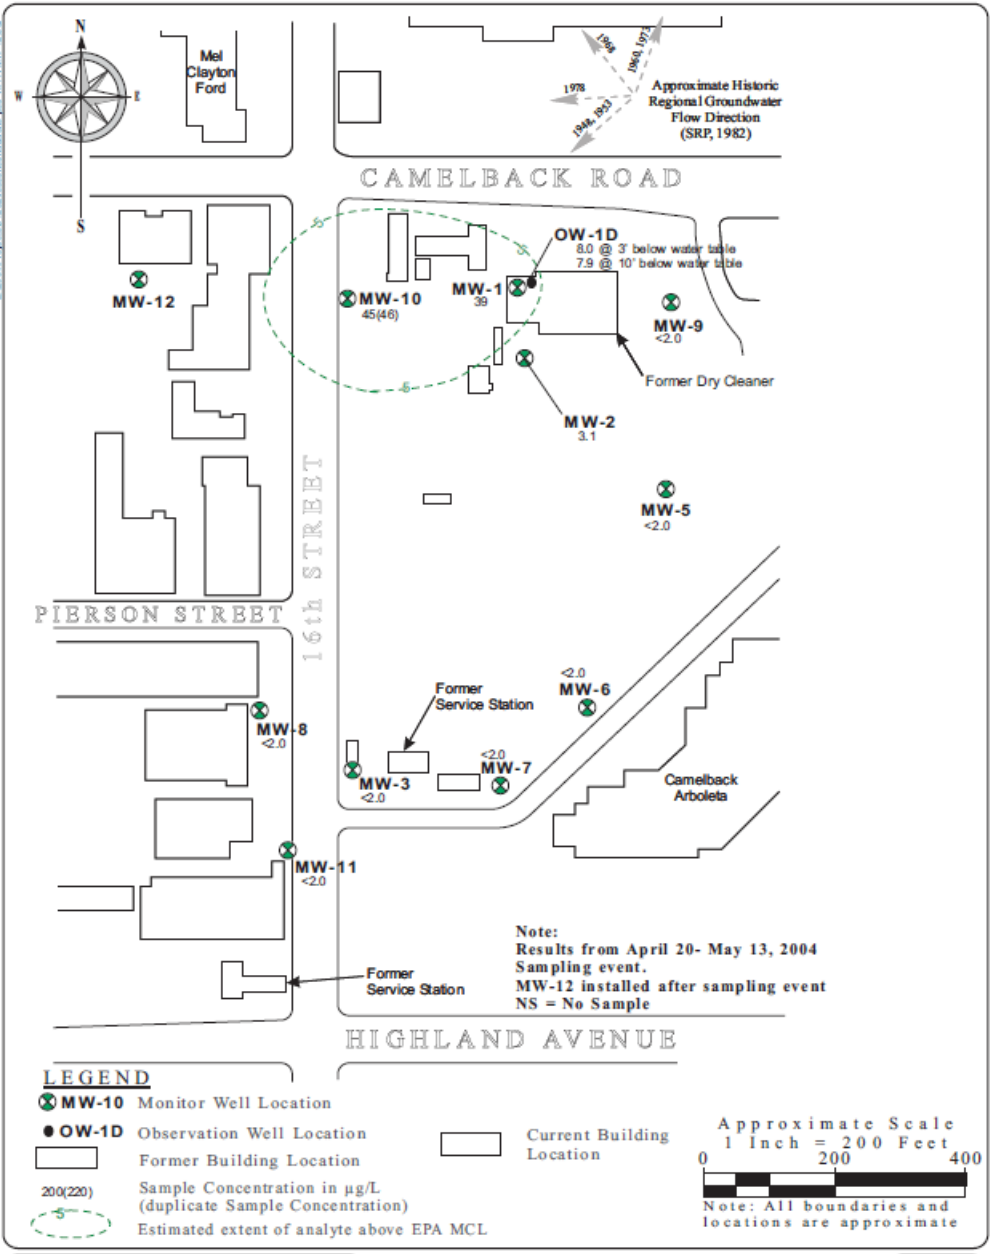 N
W
E
S
Mel
Clayton
Ford
1968
1960, 1973
1978
1948, 1953
Approximate Historic
Regional Groundwater
Flow Direction
(SRP, 1982)
CAMELBACK ROAD
5
5
5
OW-1D
8.0 @ 3' below water table
7.9 @ 10' below water table
MW-12
MW-10
45(46)
MW-1
39
MW-9
<2.0
Former Dry Cleaner
MW-2
3.1
MW-5
<2.0
16th STREET
PIERSON STREET
<2.0
MW-6
Former
Service Station
MW-8
<2.0
<2.0
MW-7
MW-3
<2.0
Camelback
Arboleta
MW-11
<2.0
Note:
Results from April 20- May 13, 2004
Sampling event.
MW-12 installed after sampling event
NS = No Sample
Former
Service Station
HIGHLAND AVENUE
LEGEND
MW-10 Monitor Well Location
OW-1D Observation Well Location
Former Building Location
Current Building
Location
200(220) Sample Concentration in µg/L
(duplicate Sample Concentration)
5 Estimated extent of analyte above EPA MCL
Approximate Scale
1 Inch = 200 Feet
0 200 400
Note: All boundaries and
locations are approximate